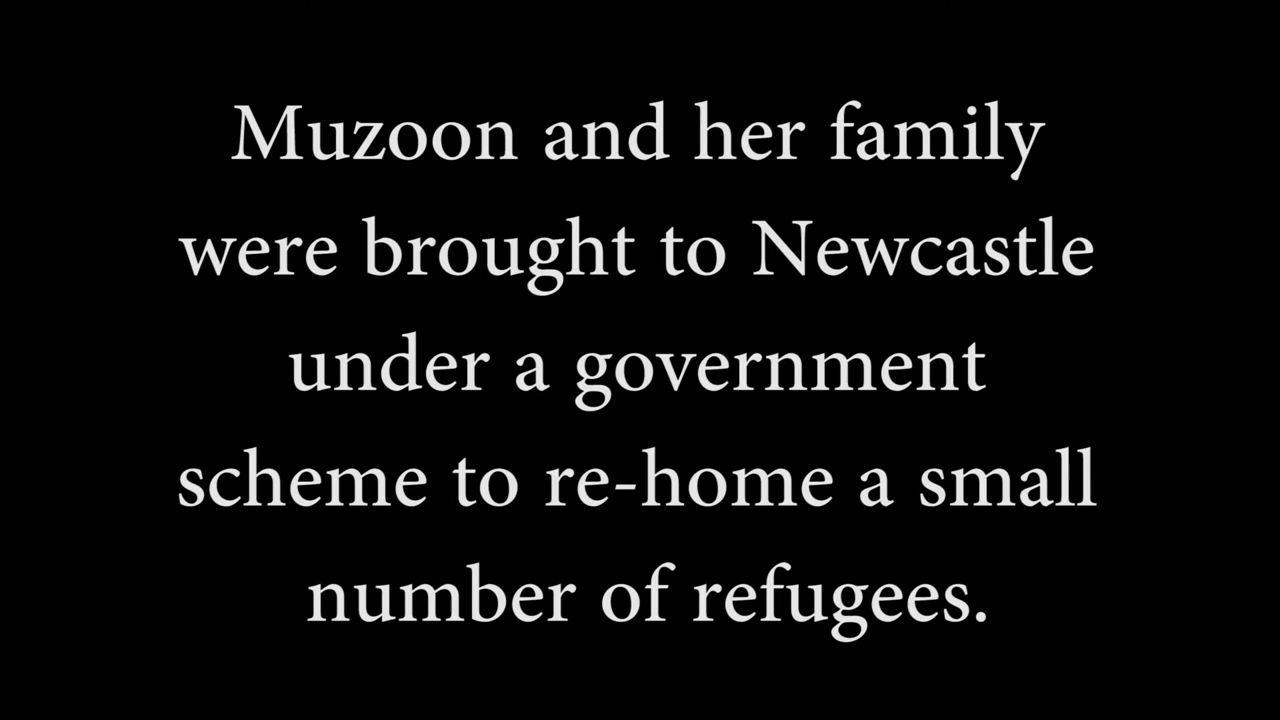 Muzoon and her family
were brought to Newcastle
under a government
scheme to re-home a small
number of refugees.